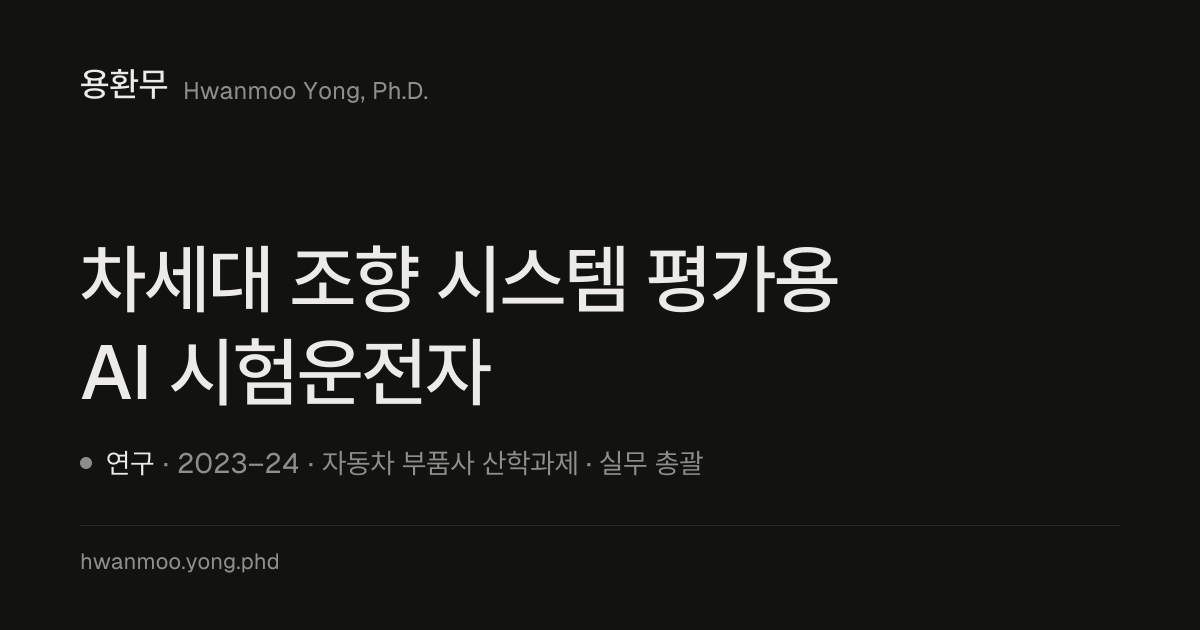 용환무 Hwanmoo Yong, Ph.D.
차세대 조향 시스템 평가용
AI 시험운전자
연구 · 2023–24 · 자동차 부품사 산학과제 · 실무 총괄
hwanmoo.yong.phd